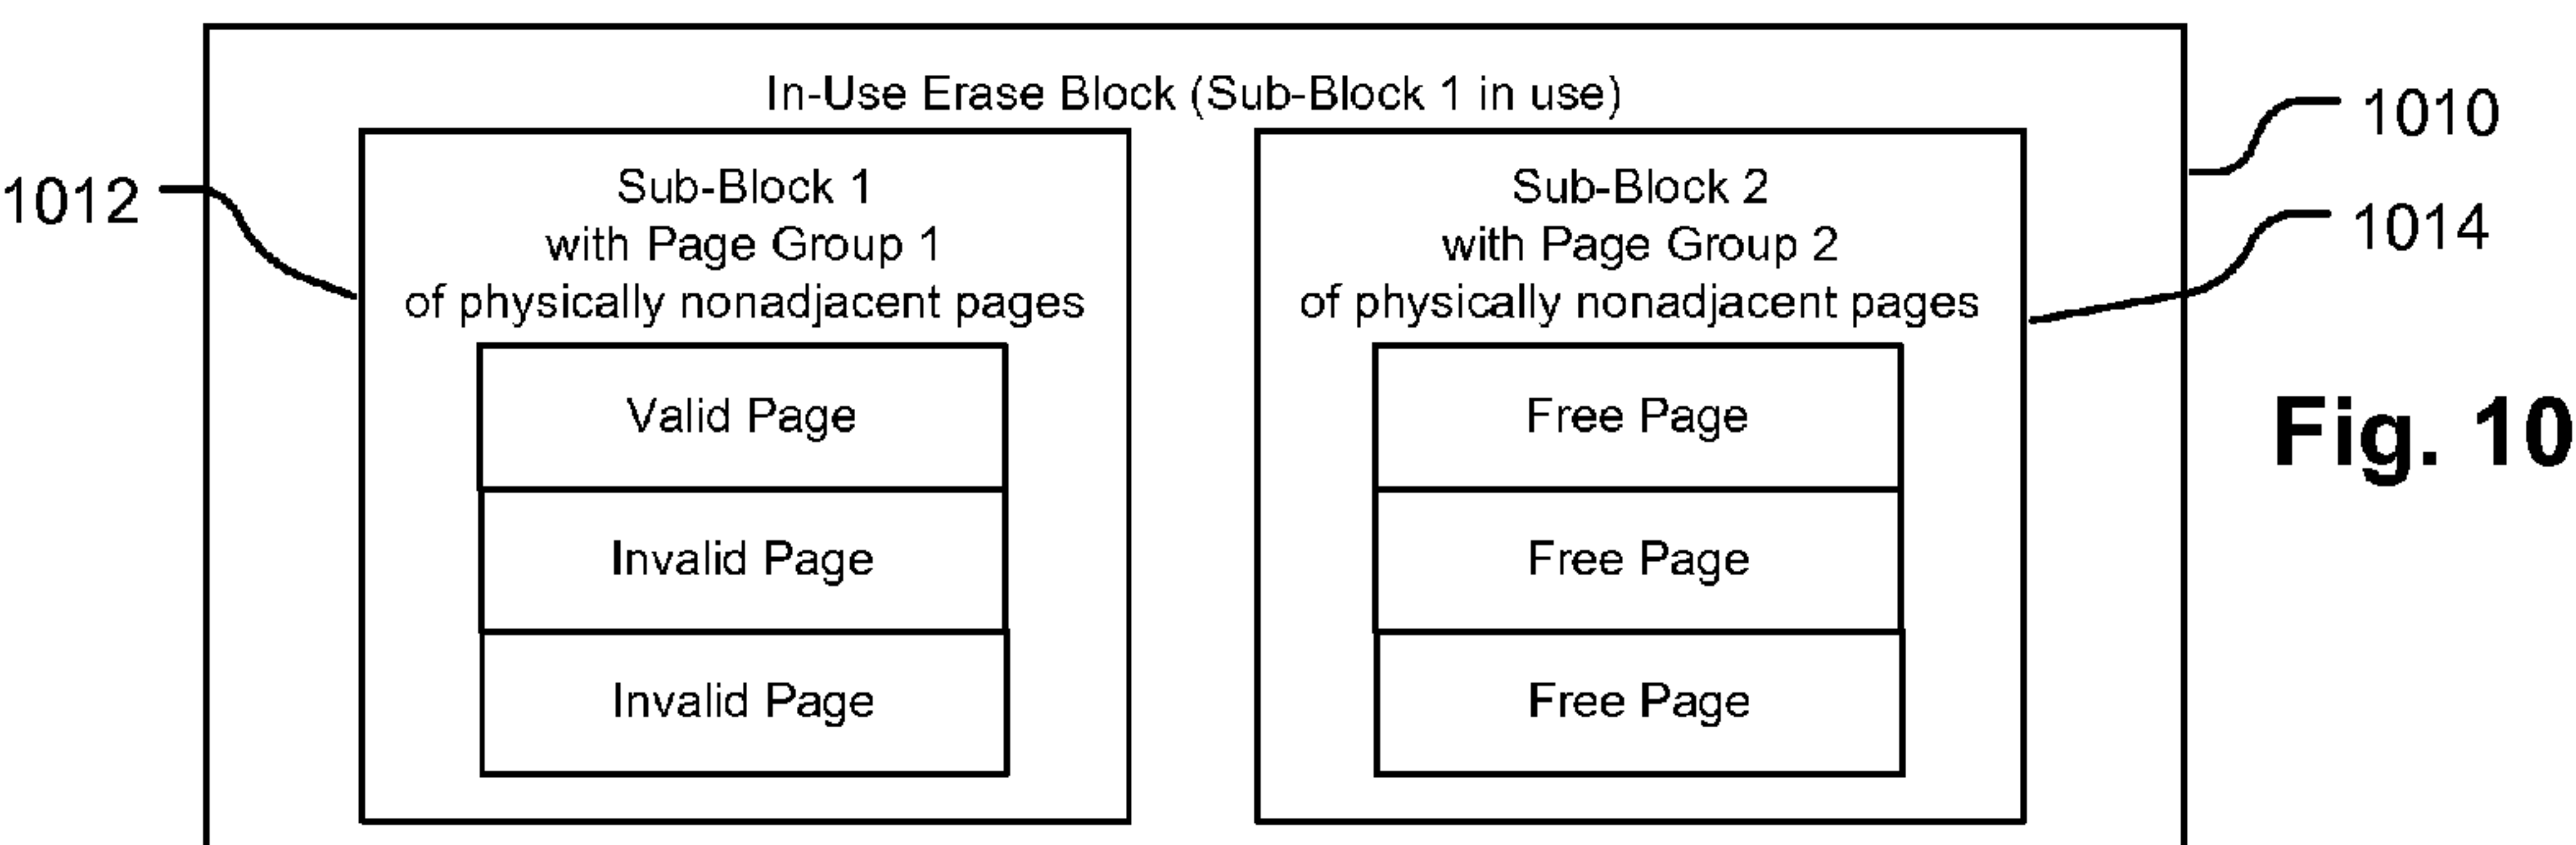 In-Use Erase Block (Sub-Block 1 in use)
1010
1012
Sub-Block 1
with Page Group 1
of physically nonadjacent pages
Valid Page
Invalid Page
Invalid Page
Sub-Block 2
with Page Group 2
of physically nonadjacent pages
Free Page
Free Page
Free Page
1014
Fig. 10